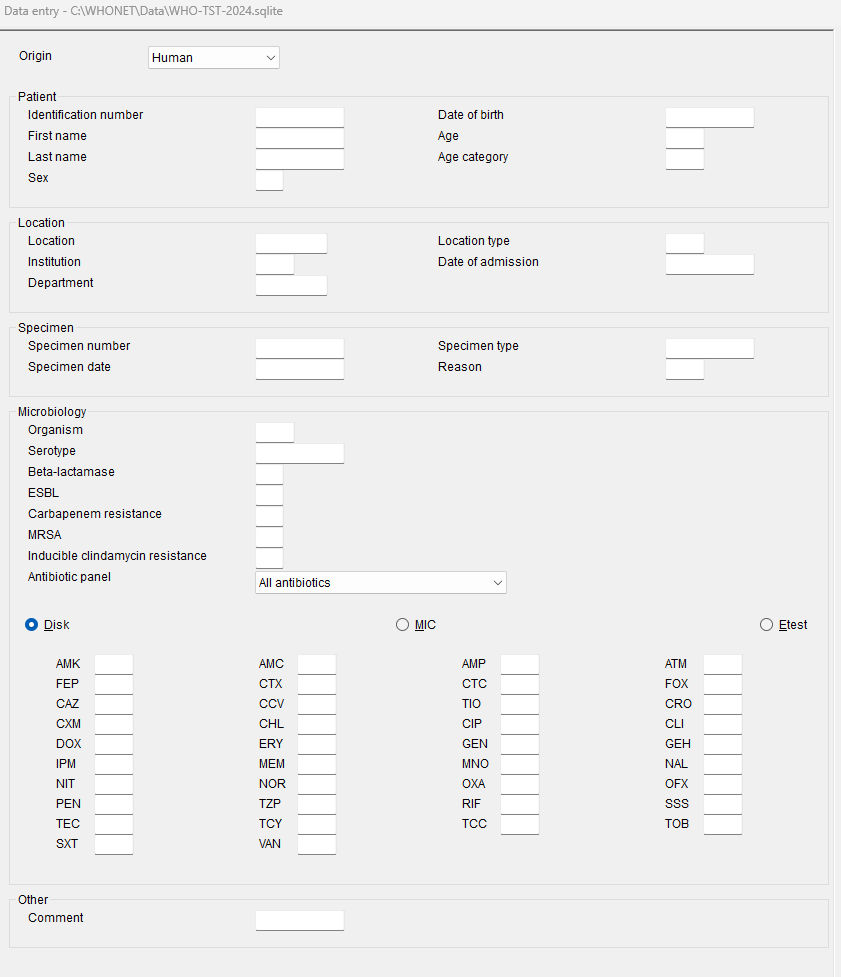 Data entry - C:\WHONET\Data\WHO-TST-2024.sqlite
Origin Human
Patient
Identification number Date of birth
First name Age
Last name Age category
Sex
Location
Location Location type
Institution Date of admission
Department
Specimen
Specimen number Specimen type
Specimen date Reason
Microbiology
Organism
Serotype
Beta-lactamase
ESBL
Carbapenem resistance
MRSA
Inducible clindamycin resistance
Antibiotic panel All antibiotics
Disk MIC Etest
AMK AMC AMP ATM
FEP CTX CTC FOX
CAZ CCV TIO CRO
CXM CHL CIP CLI
DOX ERY GEN GEH
IPM MEM MNO NAL
NIT NOR OXA OFX
PEN TZP RIF SSS
TEC TCY TCC TOB
SXT VAN
Other
Comment